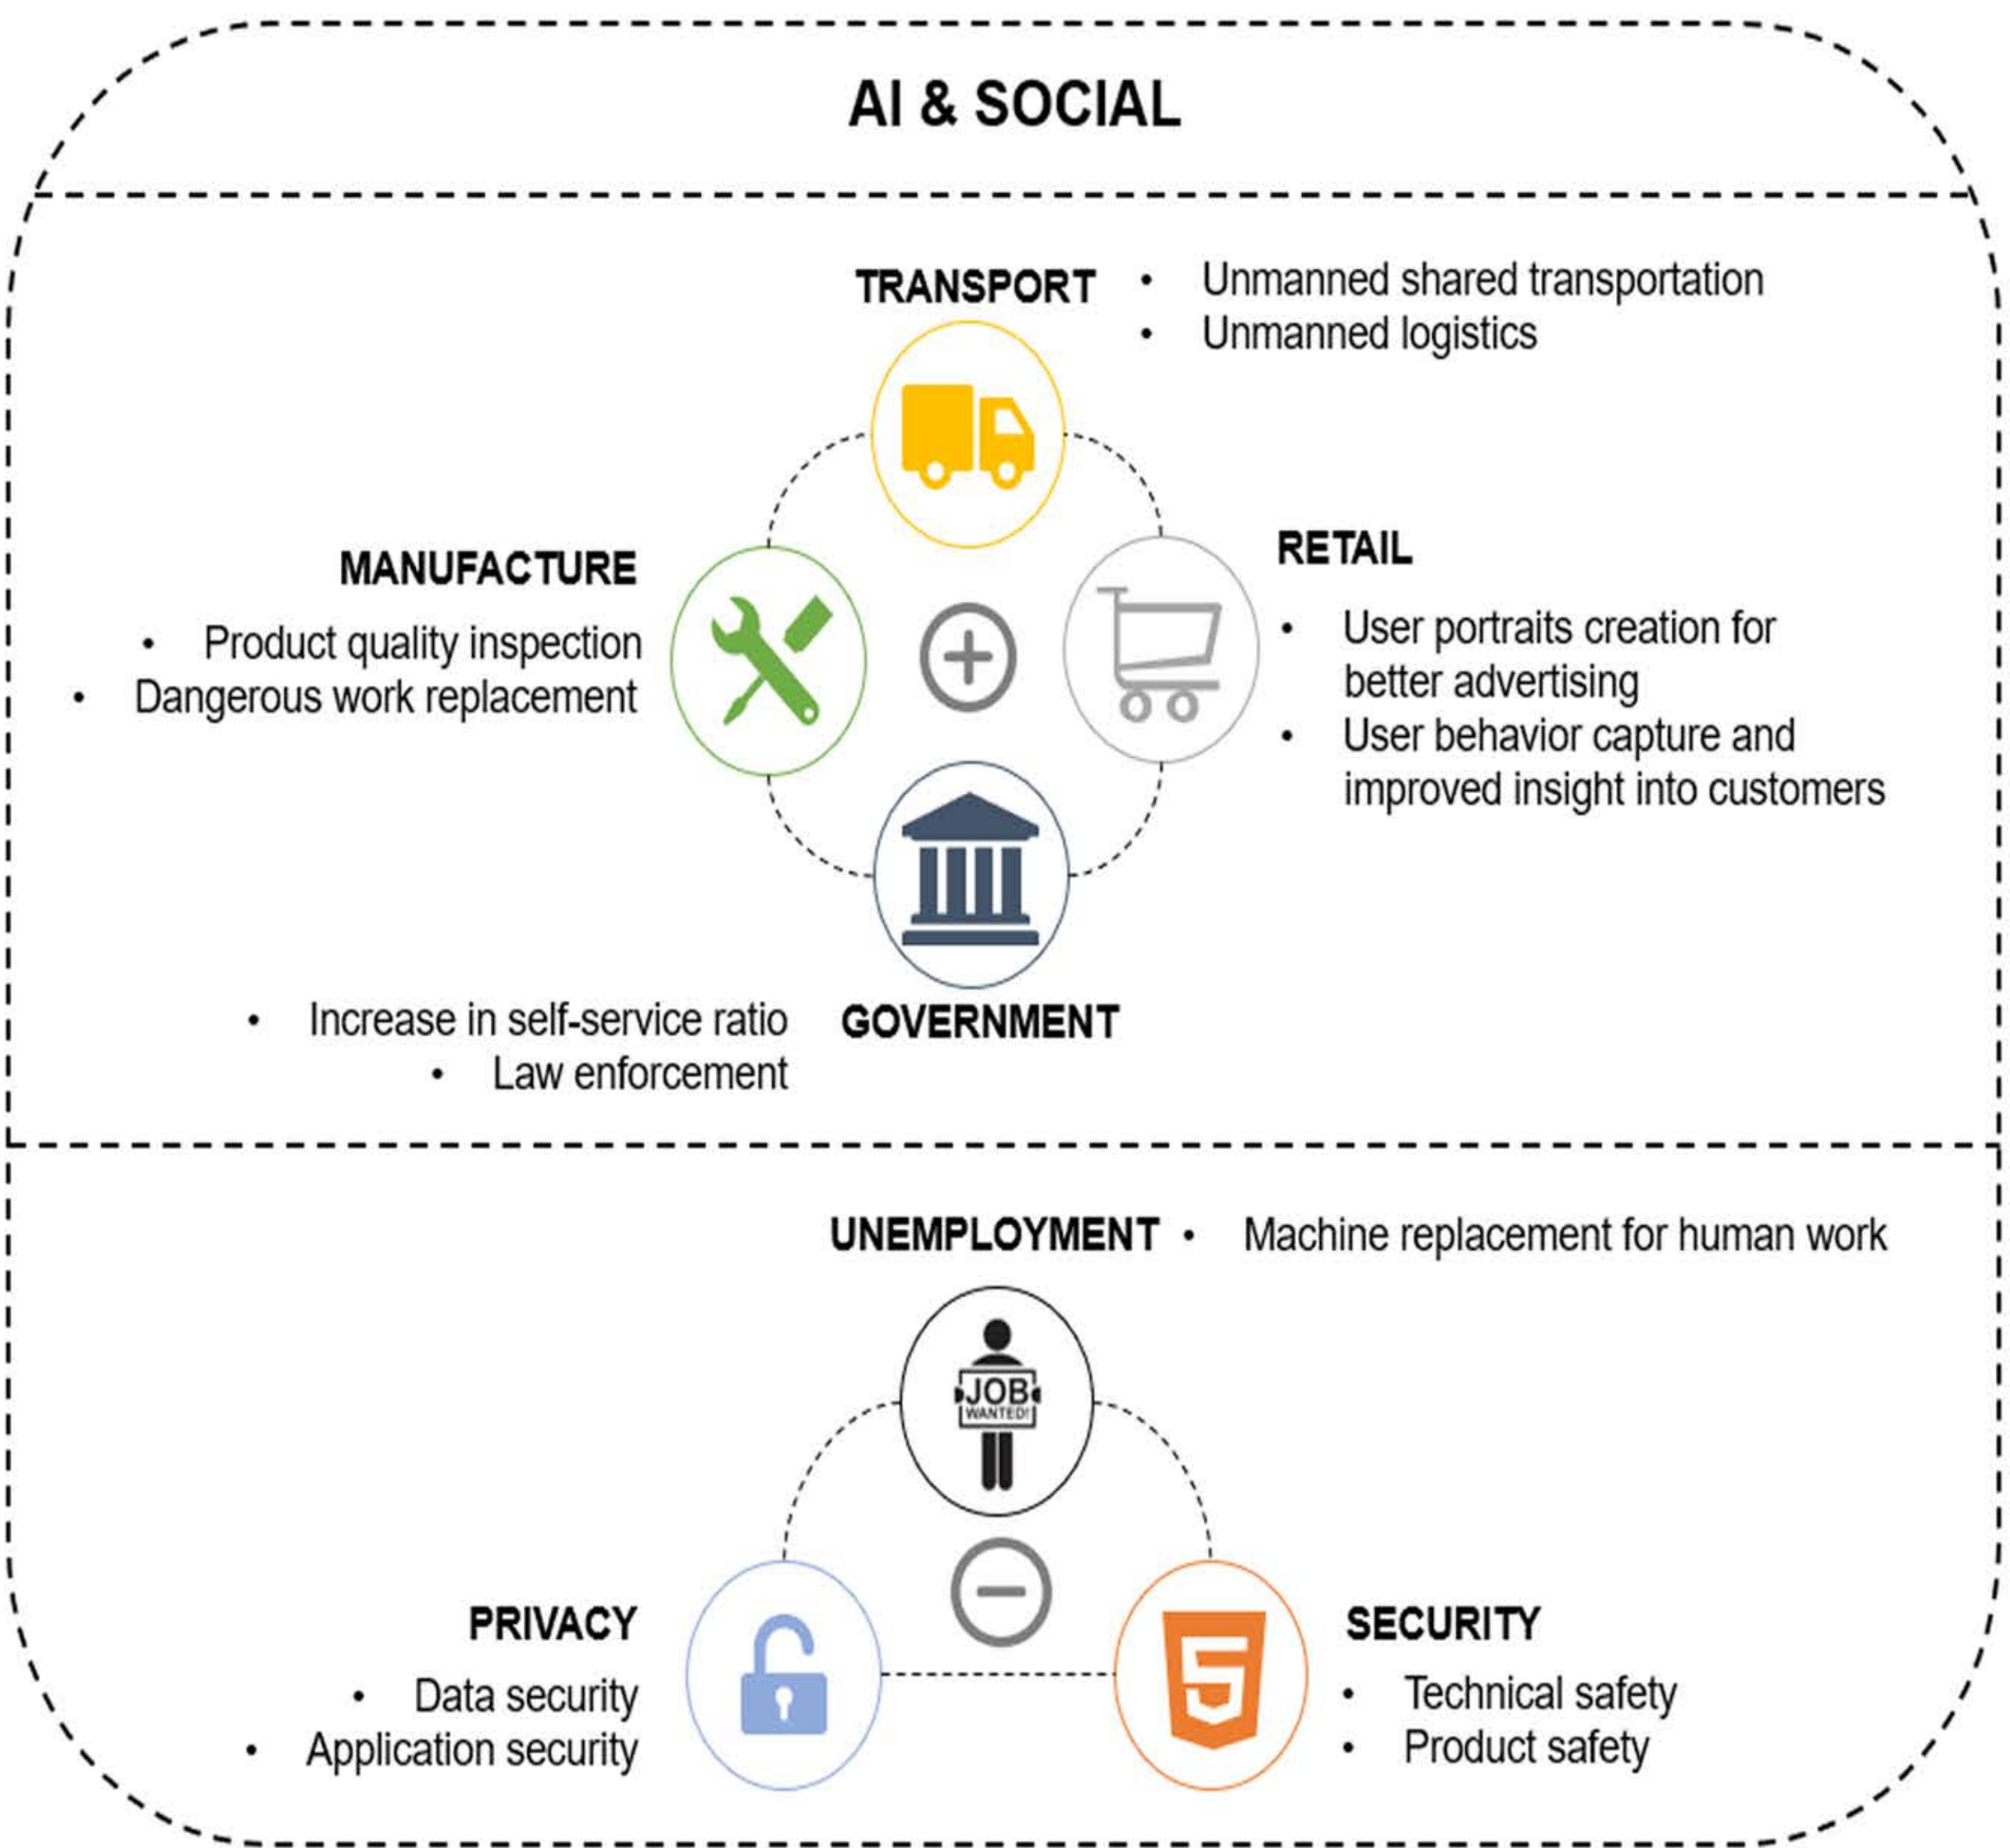 AI & SOCIAL
TRANSPORT
• Unmanned shared transportation
• Unmanned logistics
MANUFACTURE
• Product quality inspection
• Dangerous work replacement
RETAIL
• User portraits creation for
better advertising
• User behavior capture and
improved insight into customers
• Increase in self-service ratio
• Law enforcement
GOVERNMENT
UNEMPLOYMENT
• Machine replacement for human work
JOB
WANTED!
PRIVACY
• Data security
• Application security
5
SECURITY
• Technical safety
• Product safety